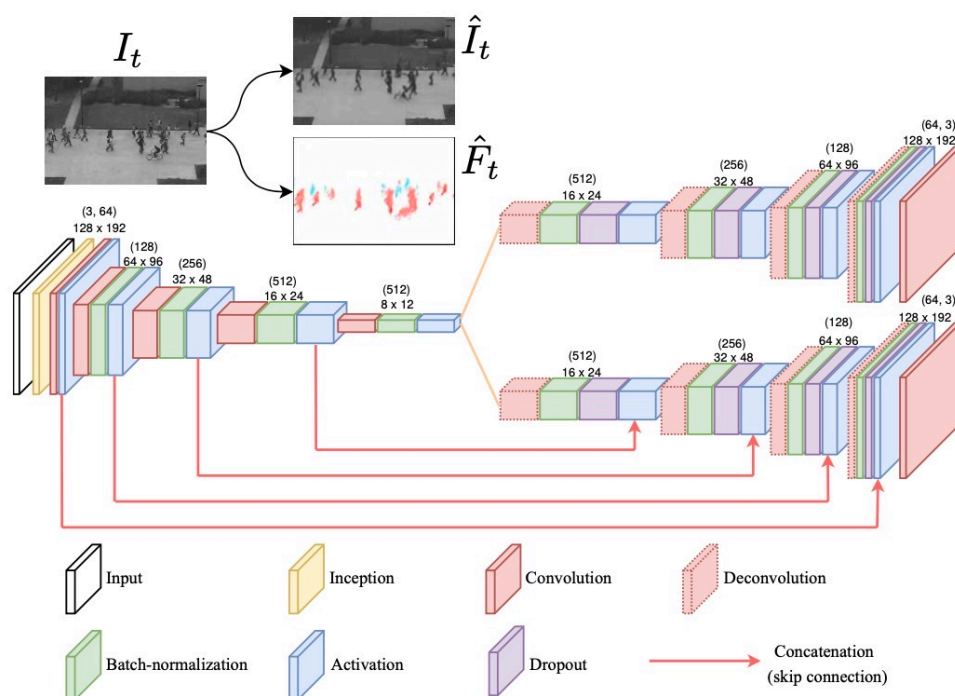 I_t
Î_t
F̂_t
(3, 64)
128 x 192
(128)
64 x 96
(256)
32 x 48
(512)
16 x 24
(512)
8 x 12
(512)
16 x 24
(256)
32 x 48
(128)
64 x 96
(64, 3)
128 x 192
(512)
16 x 24
(256)
32 x 48
(128)
64 x 96
(64, 3)
128 x 192
Input
Inception
Convolution
Deconvolution
Batch-normalization
Activation
Dropout
Concatenation
(skip connection)